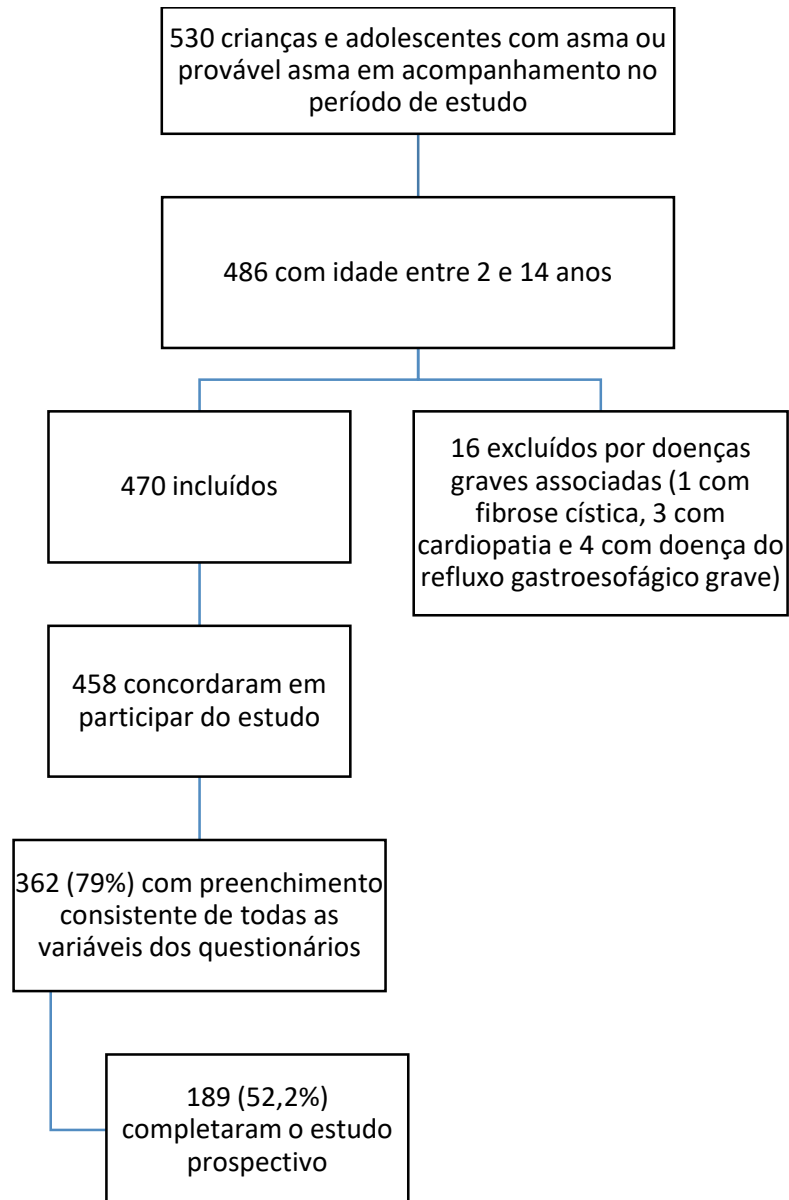 530 crianças e adolescentes com asma ou
provável asma em acompanhamento no
período de estudo
486 com idade entre 2 e 14 anos
470 incluídos
16 excluídos por doenças
graves associadas (1 com
fibrose cística, 3 com
cardiopatia e 4 com doença do
refluxo gastroesofágico grave)
458 concordaram em
participar do estudo
362 (79%) com preenchimento
consistente de todas as
variáveis dos questionários
189 (52,2%)
completaram o estudo
prospectivo